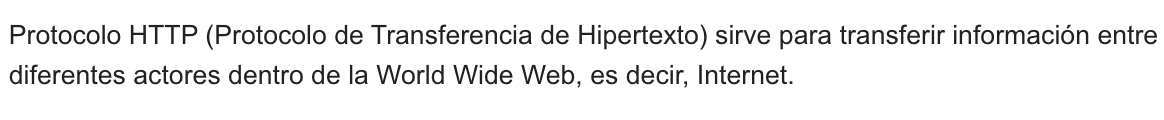 Protocolo HTTP (Protocolo de Transferencia de Hipertexto) sirve para transferir información entre
diferentes actores dentro de la World Wide Web, es decir, Internet.